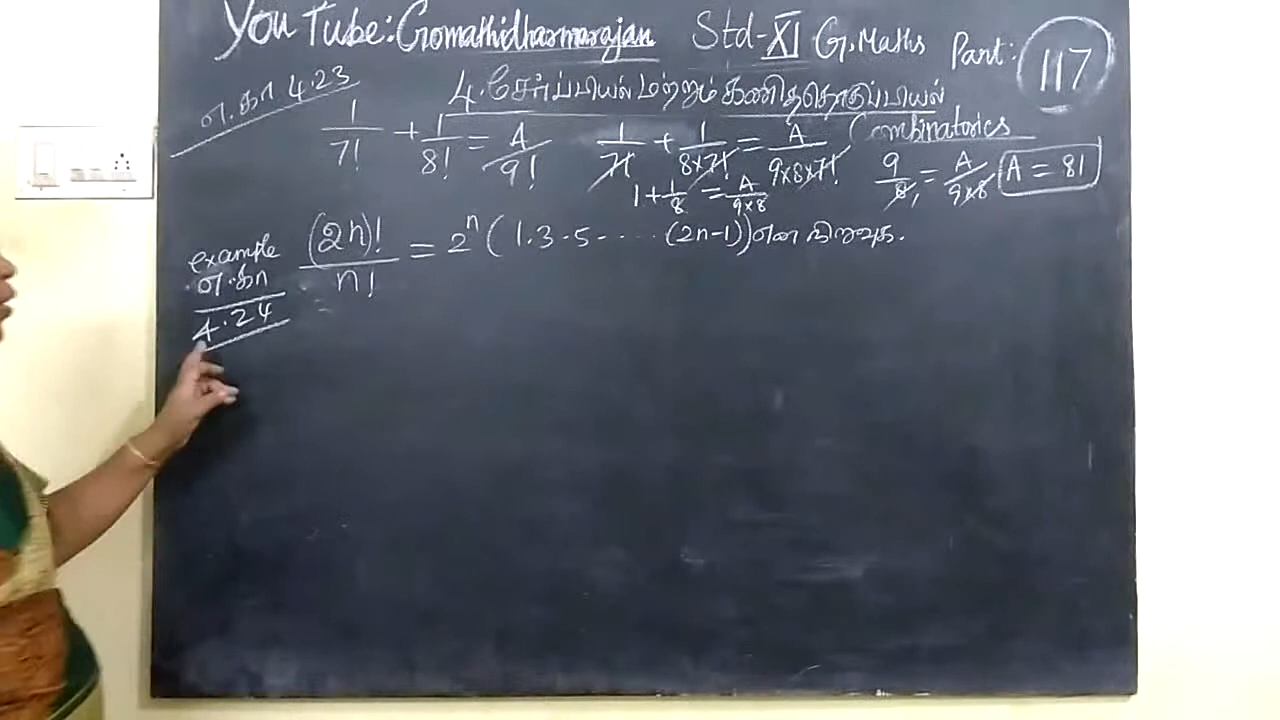 You Tube: Gomathidharmarajan Std-XI G.Maths Part: 117
4. சேர்ப்பியல் மற்றும் கணிதத்தொகுப்பியல்
Combinatorics
எ.கா 4.23
1/7! + 1/8! = A/9! 1/7! + 1/8×7! = A/9×8×7!
1 + 1/8 = A/9×8 9/8 = A/9×8 A = 81
example
எ.கா
4.24
(2n)!/n! = 2ⁿ(1.3.5.....(2n-1)) என நிறுவுக.
=